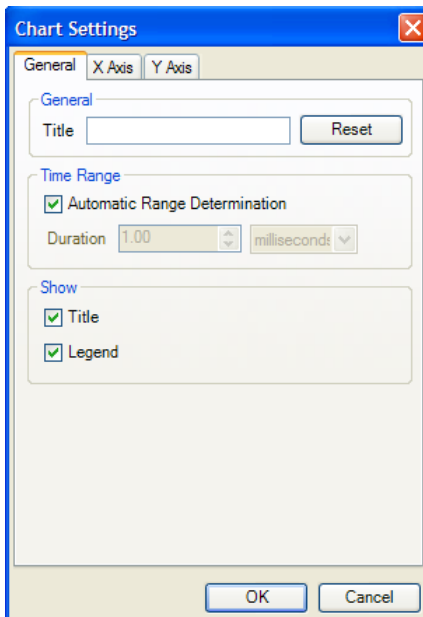 Chart Settings
General X Axis Y Axis
General
Title Reset
Time Range
Automatic Range Determination
Duration 1.00 milliseconds
Show
Title
Legend
OK Cancel